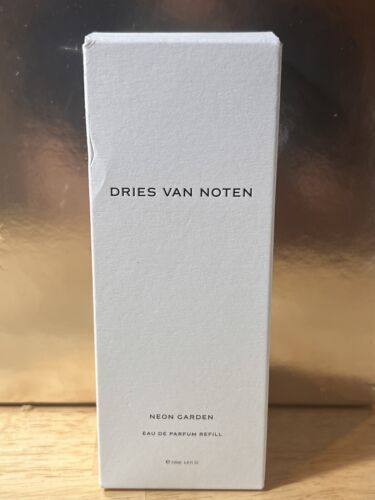 DRIES VAN NOTEN
NEON GARDEN
EAU DE PARFUM REFILL